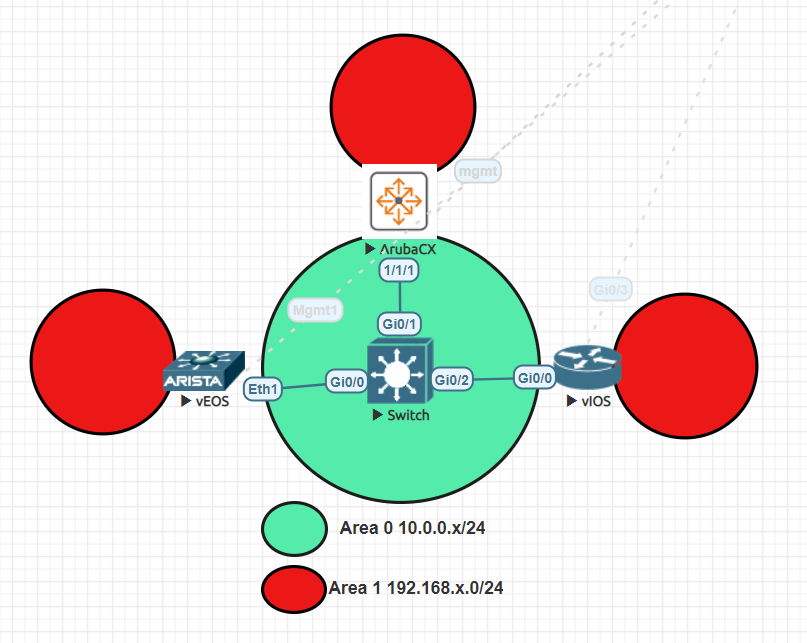 mgmt
ArubaCX
1/1/1
Gi0/3
Mgmt1
Gi0/1
ARISTA
vEOS
Eth1
Gi0/0
Gi0/2
Gi0/0
vIOS
Switch
Area 0 10.0.0.x/24
Area 1 192.168.x.0/24